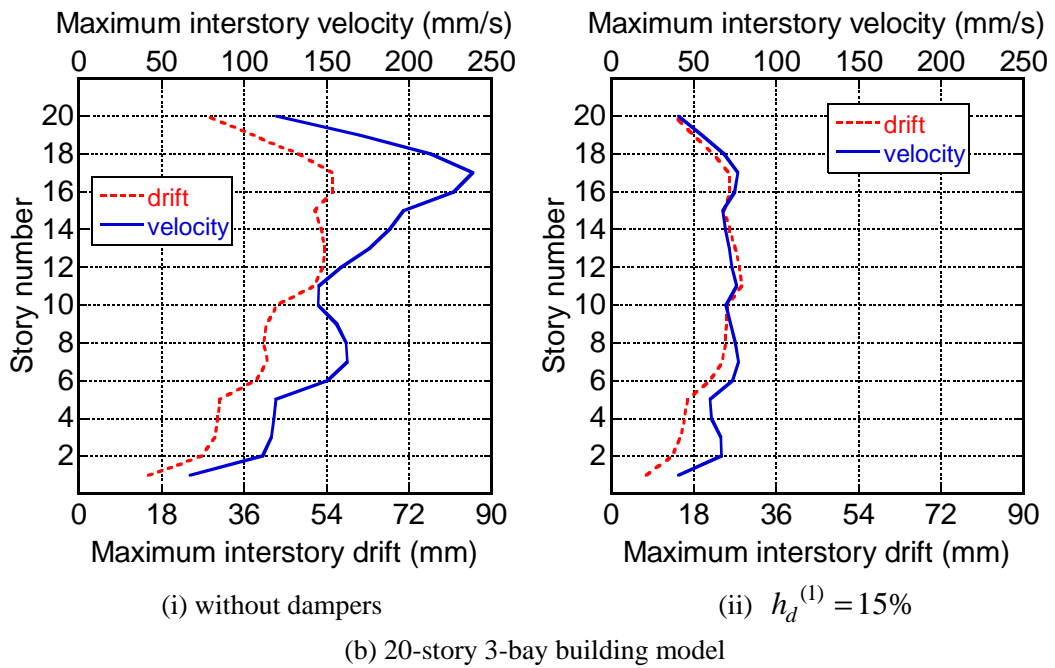 Maximum interstory velocity (mm/s)
0 50 100 150 200 250
20
18
16
14
12
10
8
6
4
2
Story number
drift
velocity
0 18 36 54 72 90
Maximum interstory drift (mm)
(i) without dampers
Maximum interstory velocity (mm/s)
0 50 100 150 200 250
20
18
16
14
12
10
8
6
4
2
Story number
drift
velocity
0 18 36 54 72 90
Maximum interstory drift (mm)
(ii) h_d^(1) = 15%
(b) 20-story 3-bay building model